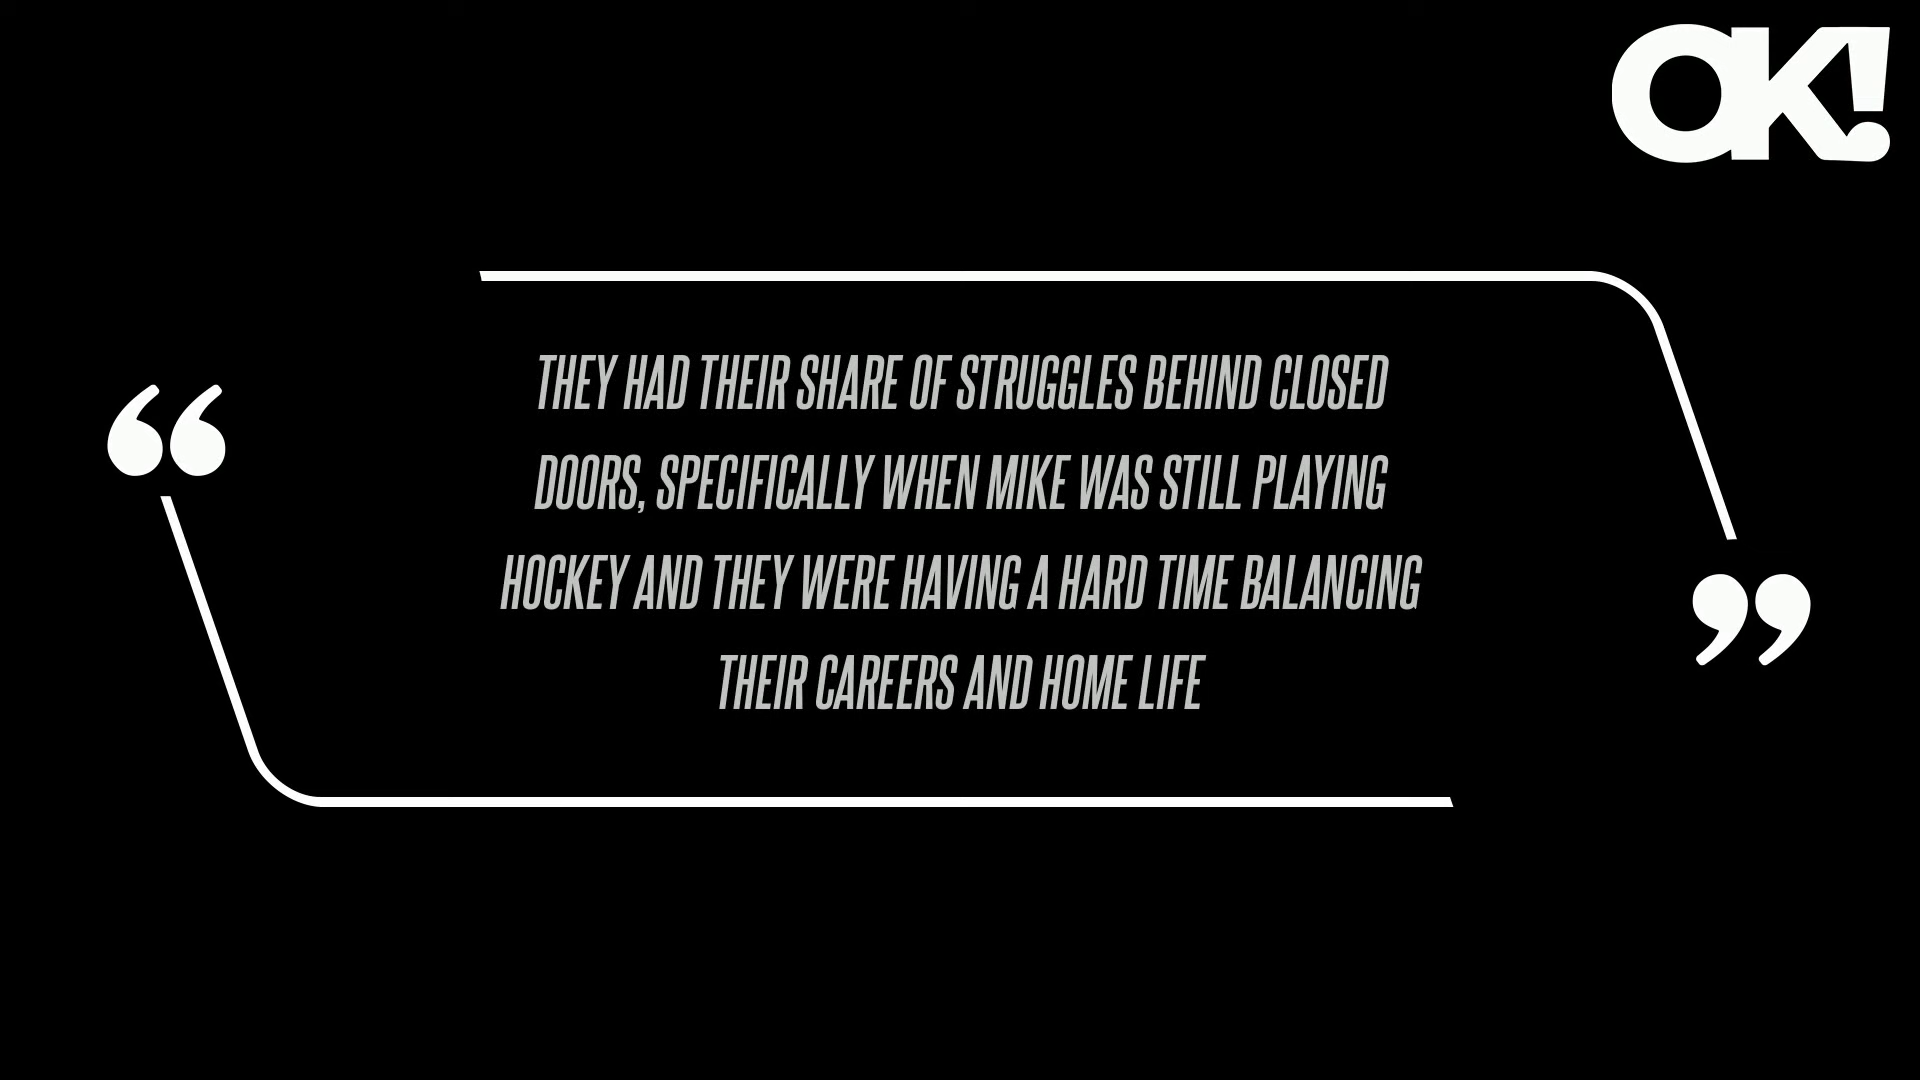 OK!
“
THEY HAD THEIR SHARE OF STRUGGLES BEHIND CLOSED
DOORS, SPECIFICALLY WHEN MIKE WAS STILL PLAYING
HOCKEY AND THEY WERE HAVING A HARD TIME BALANCING
THEIR CAREERS AND HOME LIFE
”